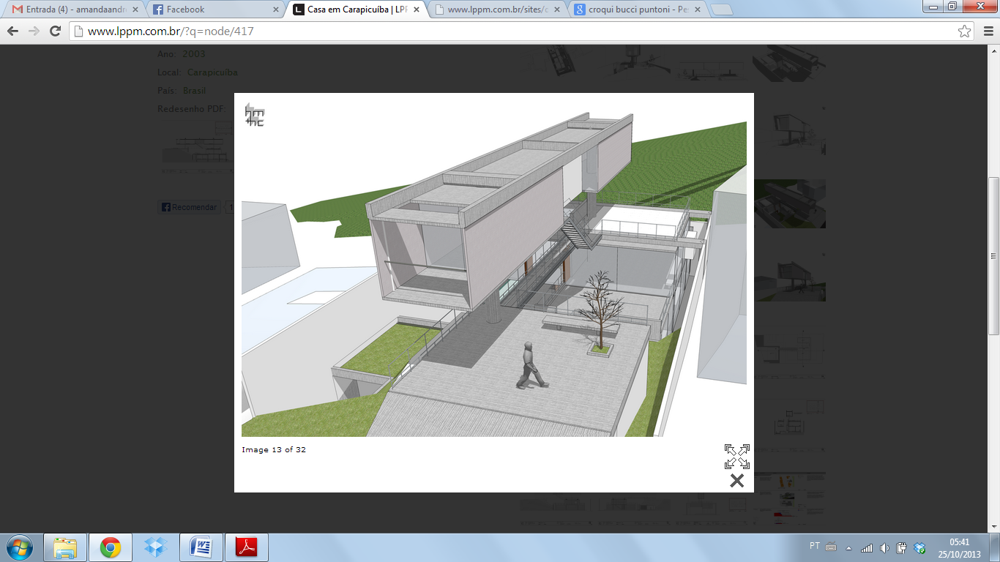 Entrada (4) - amandaandr
Facebook
Casa em Carapicuíba | LPP
www.lppm.com.br/sites/d
croqui bucci puntoni - Pe
www.lppm.com.br/?q=node/417
Ano: 2003
Local: Carapicuíba
País: Brasil
Redesenho PDF:
Recomendar
1
hm
Image 13 of 32
PT
05:41
25/10/2013